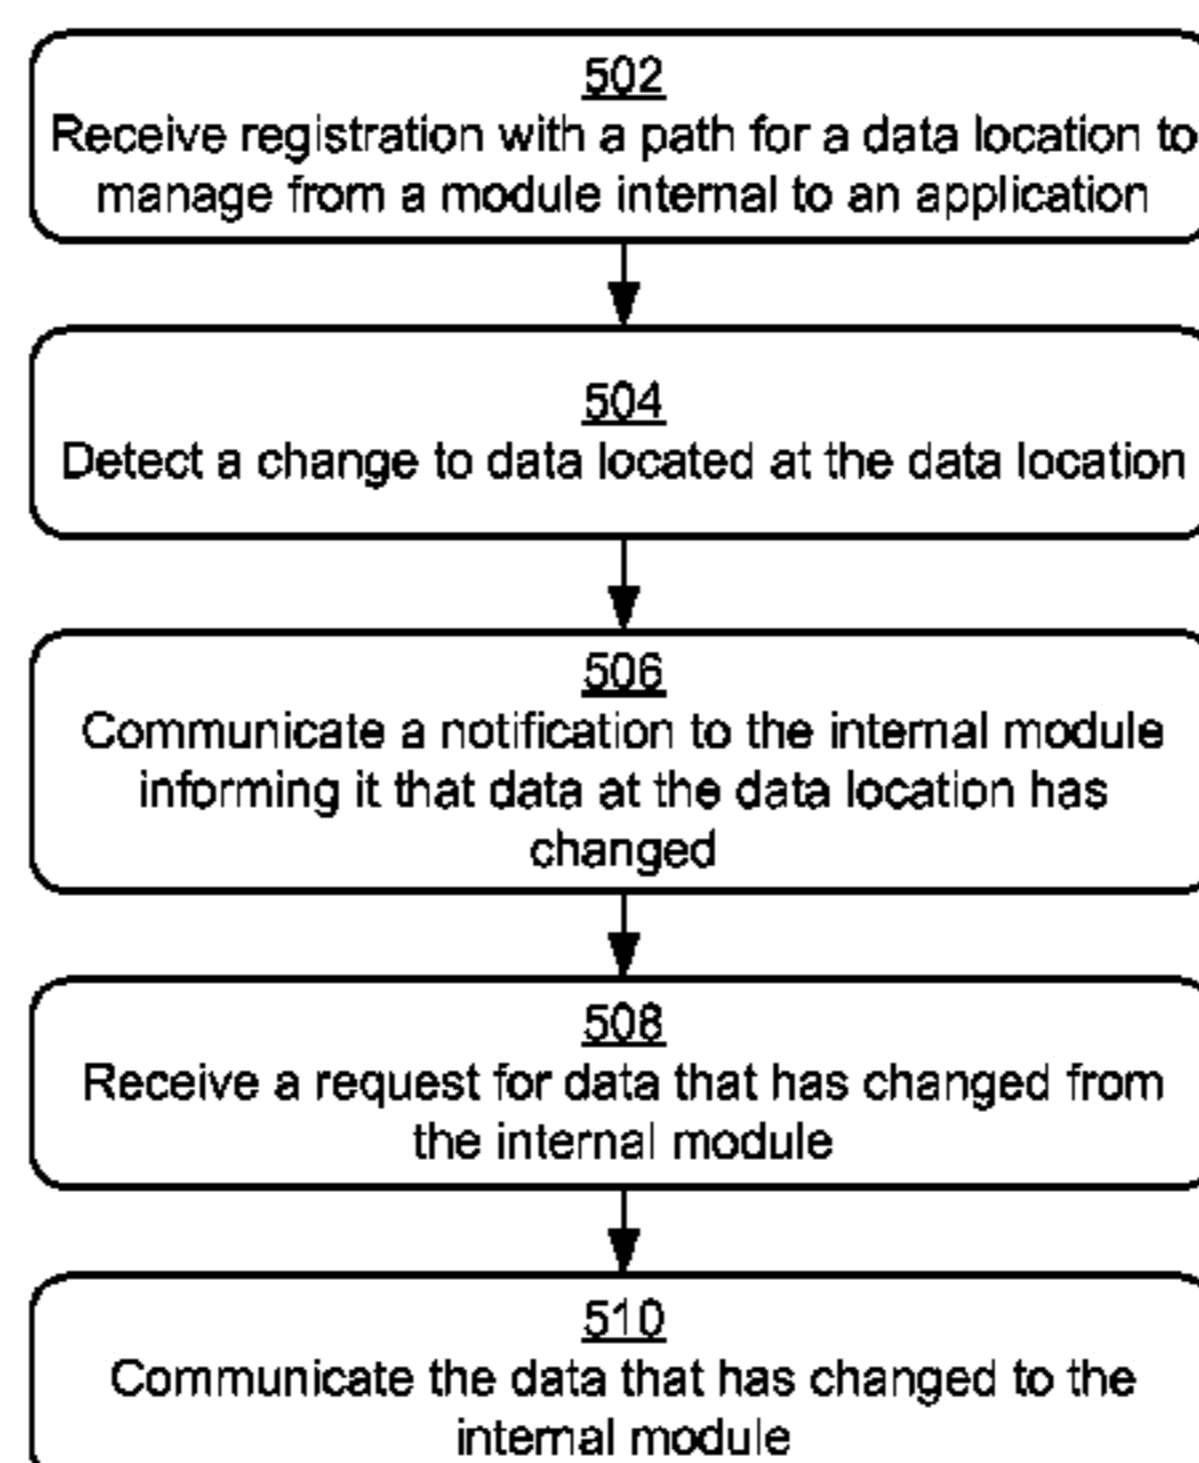 502
Receive registration with a path for a data location to
manage from a module internal to an application
504
Detect a change to data located at the data location
506
Communicate a notification to the internal module
informing it that data at the data location has
changed
508
Receive a request for data that has changed from
the internal module
510
Communicate the data that has changed to the
internal module